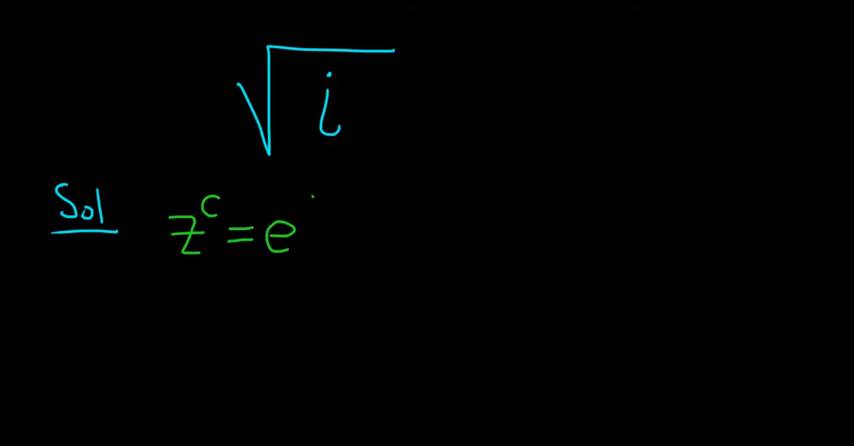 √i
Sol z^c = e